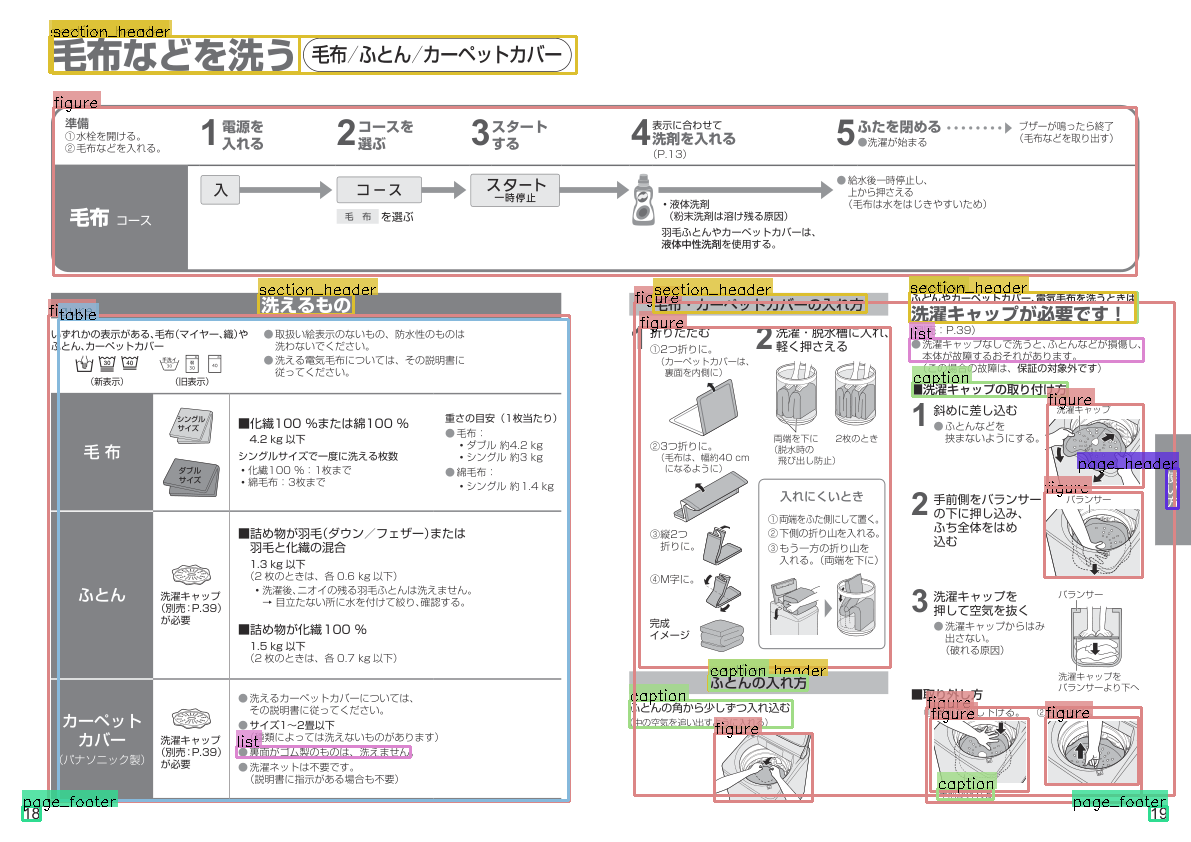 section_header
毛布などを洗う 毛布/ふとん/カーペットカバー
figure
準備
①水栓を開ける。
②毛布などを入れる。
1 電源を
入れる
2 コースを
選ぶ
3 スタート
する
4 表示に合わせて
洗剤を入れる
(P.13)
5 ふたを閉める
●洗濯が始まる
ブザーが鳴ったら終了
(毛布などを取り出す)
毛布 コース
入
コース
毛 布 を選ぶ
スタート
一時停止
・液体洗剤
(粉末洗剤は溶け残る原因)
羽毛ふとんやカーペットカバーは、
液体中性洗剤を使用する。
●給水後一時停止し、
上から押さえる
(毛布は水をはじきやすいため)
section_header
洗えるもの
table
いずれかの表示がある、毛布(マイヤー、織)や
ふとん、カーペットカバー
(新表示)
(旧表示)
●取扱い絵表示のないもの、防水性のものは
洗わないでください。
●洗える電気毛布については、その説明書に
従ってください。
毛 布
シングル
サイズ
ダブル
サイズ
■化繊100 %または綿100 %
4.2 kg 以下
シングルサイズで一度に洗える枚数
・化繊100 %：1枚まで
・綿毛布：3枚まで
重さの目安(1枚当たり)
●毛布：
・ダブル 約4.2 kg
・シングル 約3 kg
●綿毛布：
・シングル 約1.4 kg
ふとん
洗濯キャップ
(別売：P.39)
が必要
■詰め物が羽毛(ダウン／フェザー)または
羽毛と化繊の混合
1.3 kg 以下
(2 枚のときは、各 0.6 kg 以下)
・洗濯後、ニオイの残る羽毛ふとんは洗えません。
→ 目立たない所に水を付けて絞り、確認する。
■詰め物が化繊 100 %
1.5 kg 以下
(2 枚のときは、各 0.7 kg 以下)
カーペット
カバー
(パナソニック製)
洗濯キャップ
(別売：P.39)
が必要
●洗えるカーペットカバーについては、
その説明書に従ってください。
●サイズ1～2畳以下
類によっては洗えないものがあります)
list
●裏面がゴム製のものは、洗えません。
●洗濯ネットは不要です。
(説明書に指示がある場合も不要)
page_footer
18
section_header
figure
毛布・カーペットカバーの入れ方
figure
折りたたむ
①2つ折りに。
(カーペットカバーは、
裏面を内側に)
②3つ折りに。
(毛布は、幅約40 cm
になるように)
③縦2つ
折りに。
④M字に。
完成
イメージ
2 洗濯・脱水槽に入れ、
軽く押さえる
両端を下に
(脱水時の
飛び出し防止)
2枚のとき
入れにくいとき
①両端をふた側にして置く。
②下側の折り山を入れる。
③もう一方の折り山を
入れる。(両端を下に)
caption
_header
ふとんの入れ方
caption
ふとんの角から少しずつ入れ込む
figure
section_header
ふとんやカーペットカバー、電気毛布を洗うときは
洗濯キャップが必要です！
list
：P.39)
●洗濯キャップなしで洗うと、ふとんなどが損傷し、
本体が故障するおそれがあります。
(この場合の故障は、保証の対象外です)
caption
■洗濯キャップの取り付け方
1 斜めに差し込む
●ふとんなどを
挟まないようにする。
figure
洗濯キャップ
page_header
2 手前側をバランサー
の下に押し込み、
ふち全体をはめ
込む
figure
バランサー
3 洗濯キャップを
押して空気を抜く
●洗濯キャップからはみ
出さない。
(破れる原因)
バランサー
洗濯キャップを
バランサーより下へ
■取り外し方
figure
figure
し下げる。
figure
caption
page_footer
19